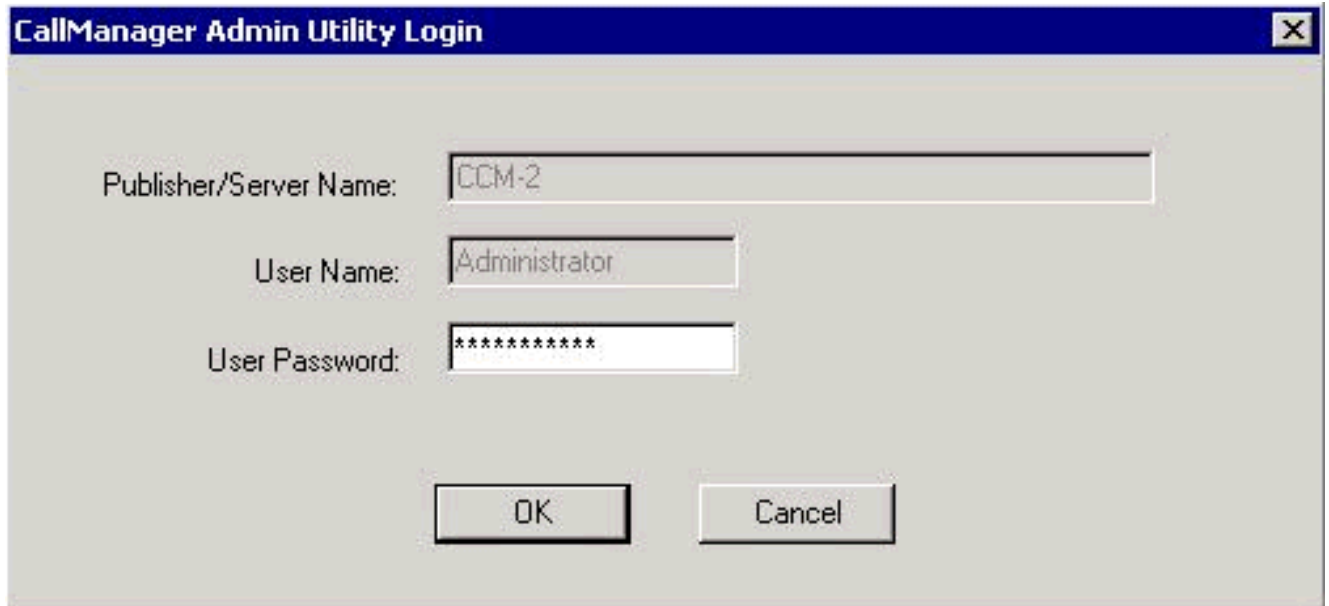 CallManager Admin Utility Login
Publisher/Server Name: CCM-2
User Name: Administrator
User Password: ***********
OK Cancel